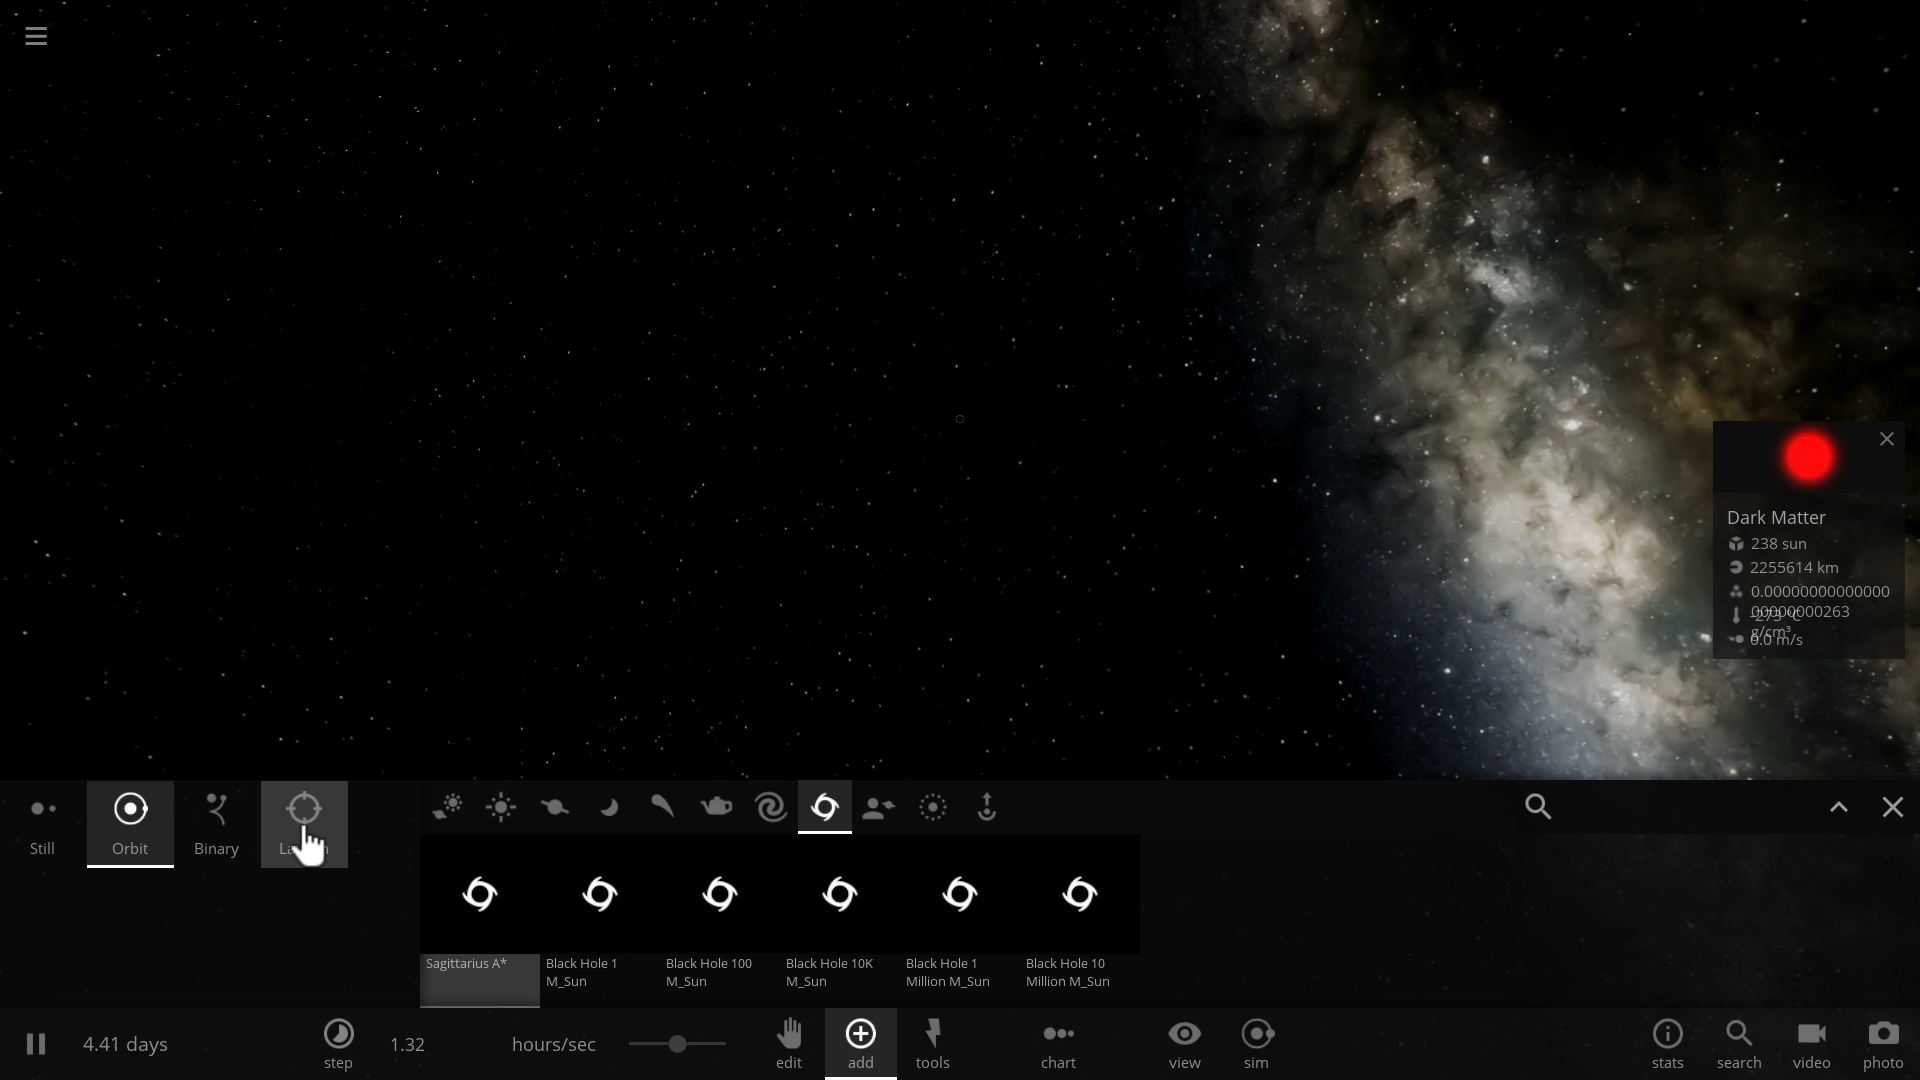 Dark Matter
238 sun
2255614 km
0.00000000000000
00000000263
g/cm³
-273 °C
0.0 m/s
Still
Orbit
Binary
Sagittarius A*
Black Hole 1
M_Sun
Black Hole 100
M_Sun
Black Hole 10K
M_Sun
Black Hole 1
Million M_Sun
Black Hole 10
Million M_Sun
4.41 days
step
1.32
hours/sec
edit
add
tools
chart
view
sim
stats
search
video
photo